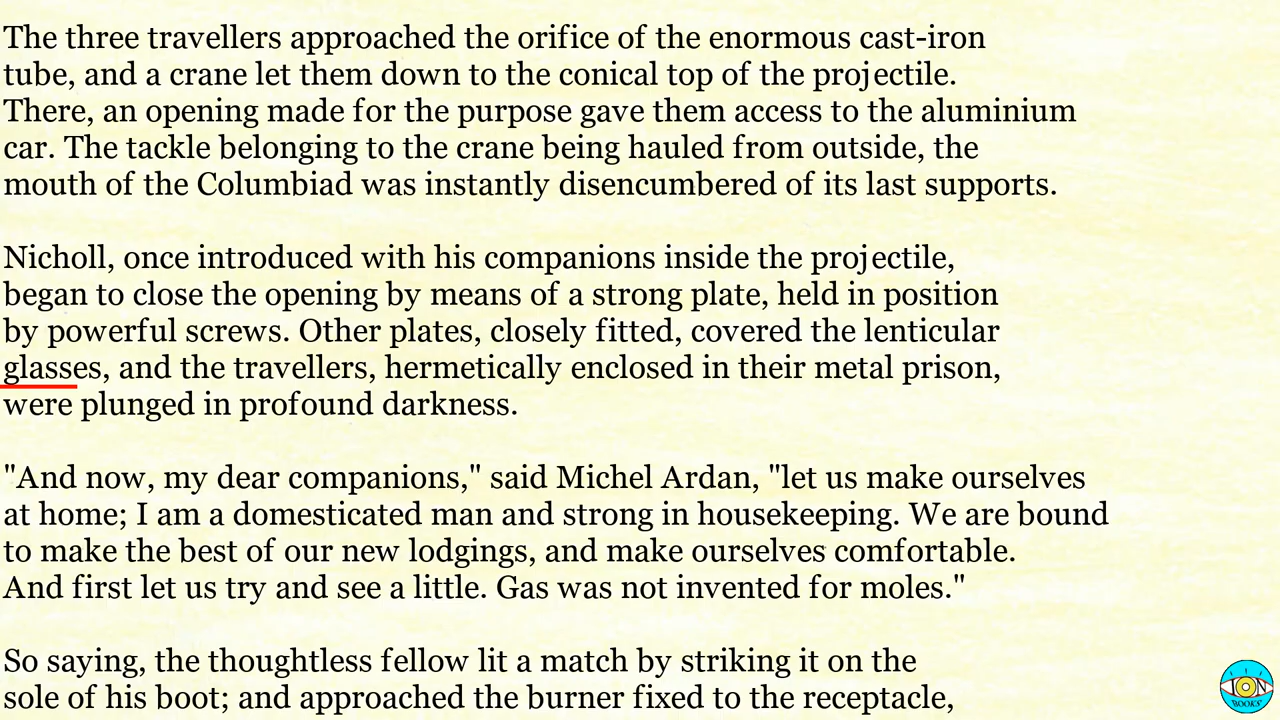 The three travellers approached the orifice of the enormous cast-iron
tube, and a crane let them down to the conical top of the projectile.
There, an opening made for the purpose gave them access to the aluminium
car. The tackle belonging to the crane being hauled from outside, the
mouth of the Columbiad was instantly disencumbered of its last supports.

Nicholl, once introduced with his companions inside the projectile,
began to close the opening by means of a strong plate, held in position
by powerful screws. Other plates, closely fitted, covered the lenticular
glasses, and the travellers, hermetically enclosed in their metal prison,
were plunged in profound darkness.

"And now, my dear companions," said Michel Ardan, "let us make ourselves
at home; I am a domesticated man and strong in housekeeping. We are bound
to make the best of our new lodgings, and make ourselves comfortable.
And first let us try and see a little. Gas was not invented for moles."

So saying, the thoughtless fellow lit a match by striking it on the
sole of his boot; and approached the burner fixed to the receptacle,
ION
BOOKS